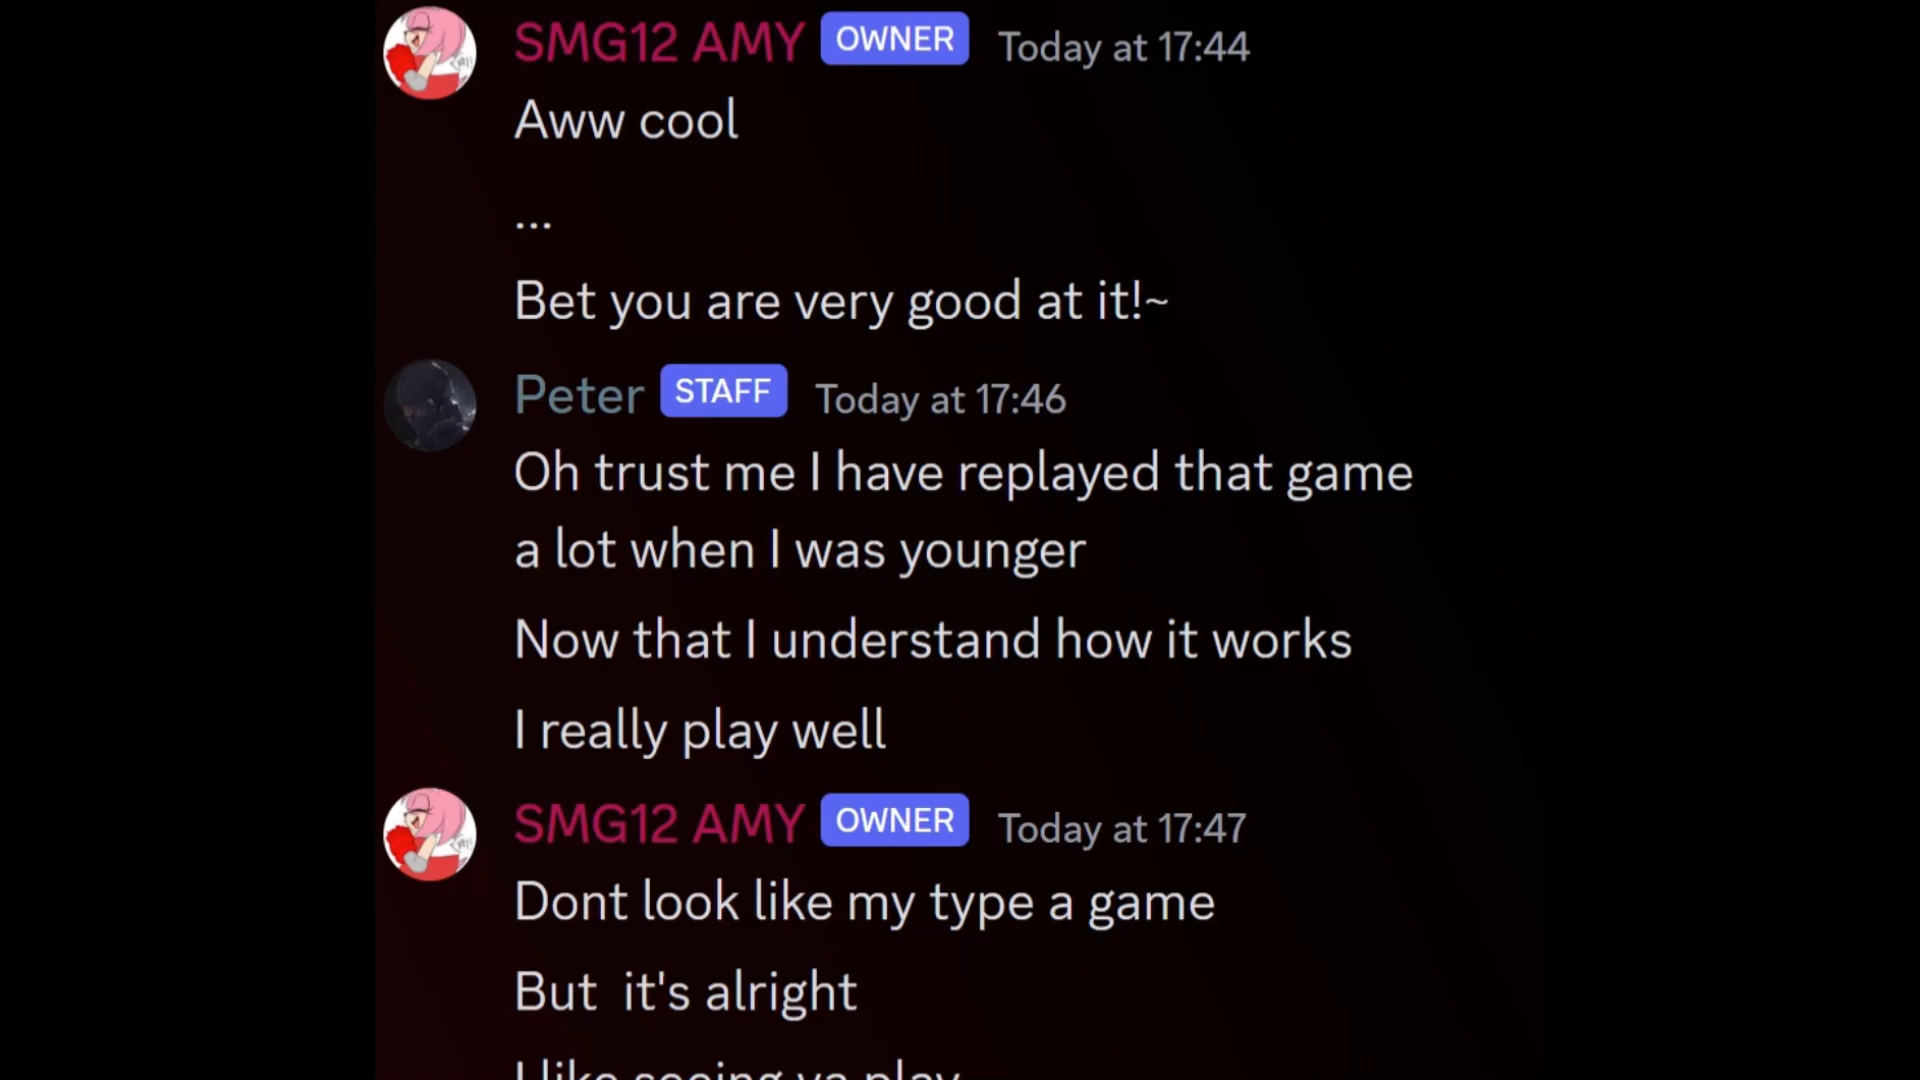 SMG12 AMY OWNER Today at 17:44
Aww cool
...
Bet you are very good at it!~
Peter STAFF Today at 17:46
Oh trust me I have replayed that game
a lot when I was younger
Now that I understand how it works
I really play well
SMG12 AMY OWNER Today at 17:47
Dont look like my type a game
But  it's alright
I like seeing ya play